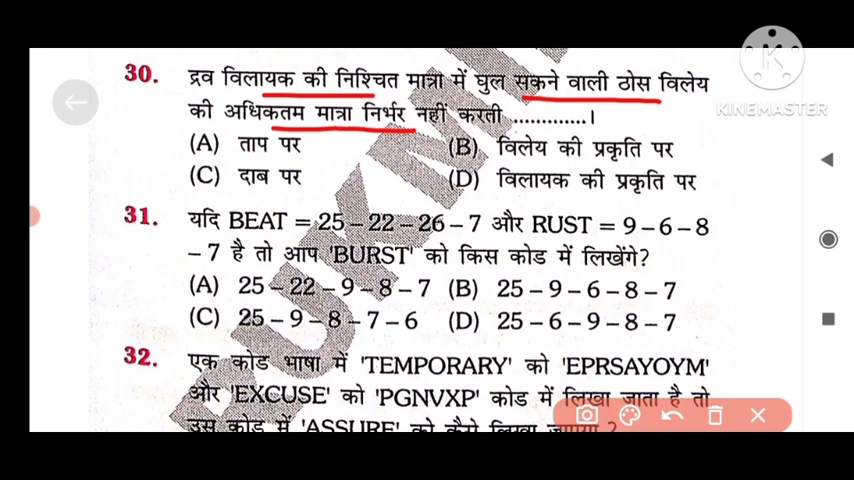 30. द्रव विलायक की निश्चित मात्रा में घुल सकने वाली ठोस विलेय
की अधिकतम मात्रा निर्भर नहीं करती ..............।
(A) ताप पर (B) विलेय की प्रकृति पर
(C) दाब पर (D) विलायक की प्रकृति पर
31. यदि BEAT = 25 – 22 – 26 – 7 और RUST = 9 – 6 – 8
– 7 है तो आप 'BURST' को किस कोड में लिखेंगे?
(A) 25 – 22 – 9 – 8 – 7 (B) 25 – 9 – 6 – 8 – 7
(C) 25 – 9 – 8 – 7 – 6 (D) 25 – 6 – 9 – 8 – 7
32. एक कोड भाषा में 'TEMPORARY' को 'EPRSAYOYM'
और 'EXCUSE' को 'PGNVXP' कोड में लिखा जाता है तो
उस कोड में 'ASSURE' को कैसे लिखा जाएगा ?
KINEMASTER